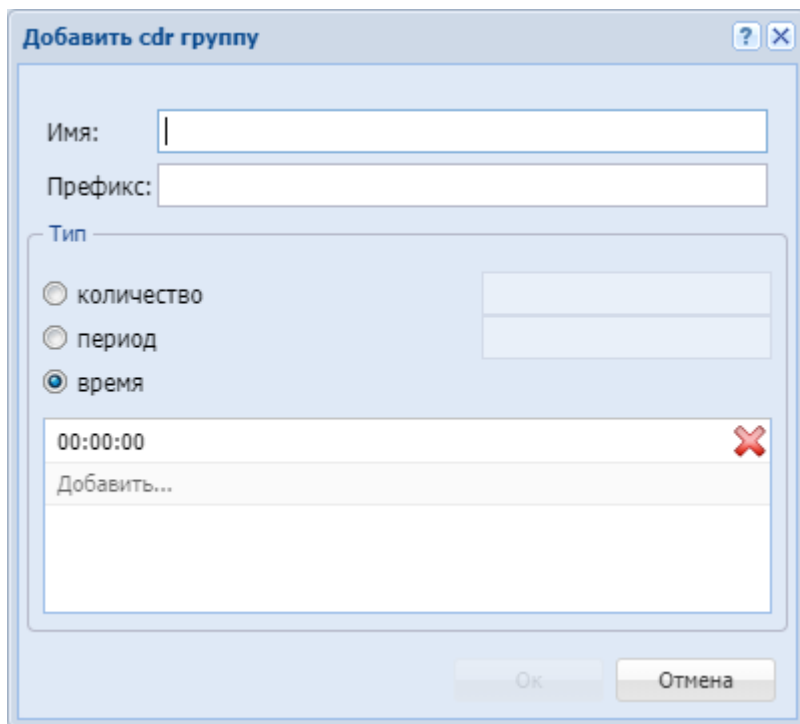 Добавить cdr группу
Имя:
Префикс:
Тип
количество
период
время
00:00:00
Добавить...
Ок
Отмена